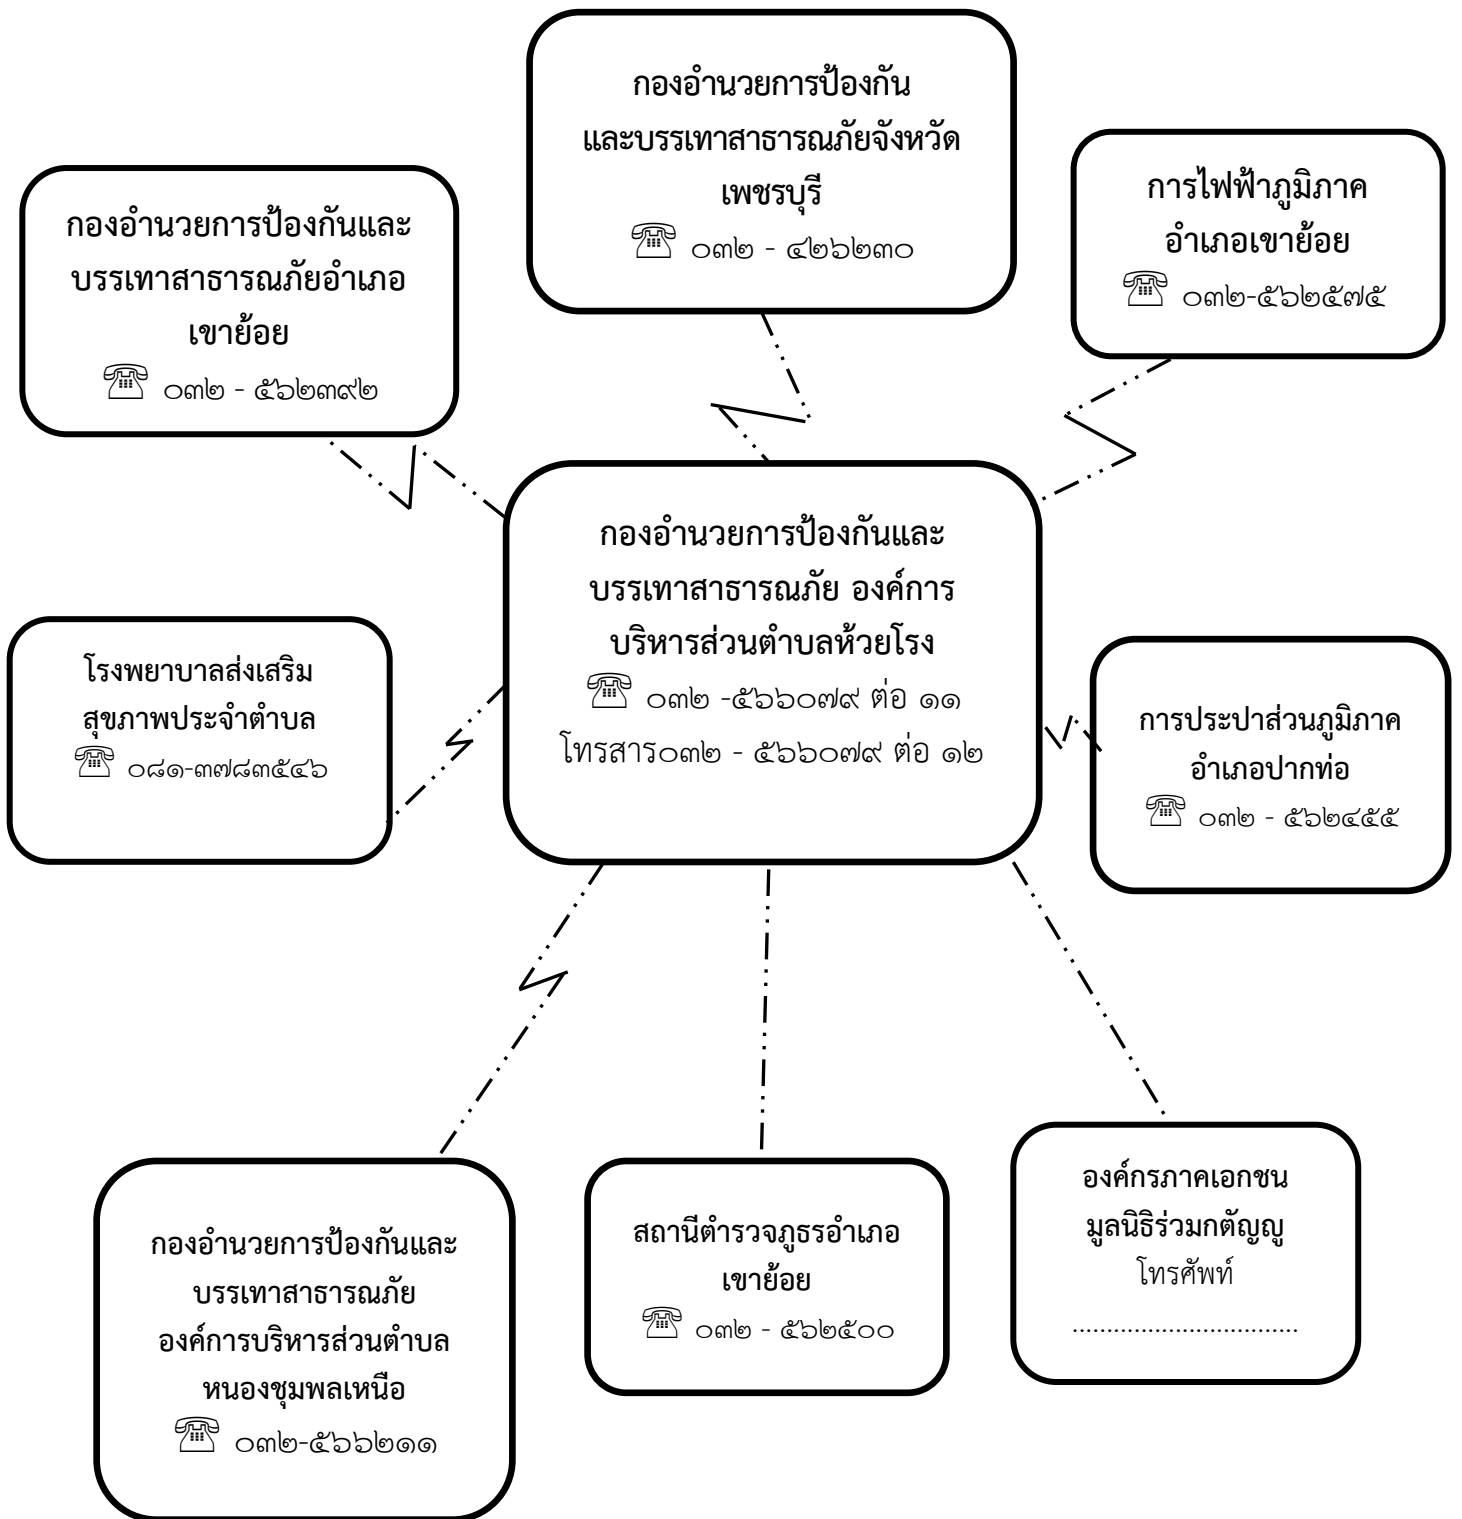 กองอำนวยการป้องกัน
และบรรเทาสาธารณภัยจังหวัด
เพชรบุรี
☏ ๐๓๒ - ๔๒๖๒๓๐
การไฟฟ้าภูมิภาค
อำเภอเขาย้อย
☏ ๐๓๒-๕๖๒๕๗๕
กองอำนวยการป้องกันและ
บรรเทาสาธารณภัยอำเภอ
เขาย้อย
☏ ๐๓๒ - ๕๖๒๓๙๒
กองอำนวยการป้องกันและ
บรรเทาสาธารณภัย องค์การ
บริหารส่วนตำบลห้วยโรง
☏ ๐๓๒ -๕๖๖๐๗๙ ต่อ ๑๑
โทรสาร๐๓๒ - ๕๖๖๐๗๙ ต่อ ๑๒
โรงพยาบาลส่งเสริม
สุขภาพประจำตำบล
☏ ๐๘๑-๓๗๘๓๕๔๖
การประปาส่วนภูมิภาค
อำเภอปากท่อ
☏ ๐๓๒ - ๕๖๒๔๕๕
กองอำนวยการป้องกันและ
บรรเทาสาธารณภัย
องค์การบริหารส่วนตำบล
หนองชุมพลเหนือ
☏ ๐๓๒-๕๖๖๒๑๑
สถานีตำรวจภูธรอำเภอ
เขาย้อย
☏ ๐๓๒ - ๕๖๒๕๐๐
องค์กรภาคเอกชน
มูลนิธิร่วมกตัญญู
โทรศัพท์
................................